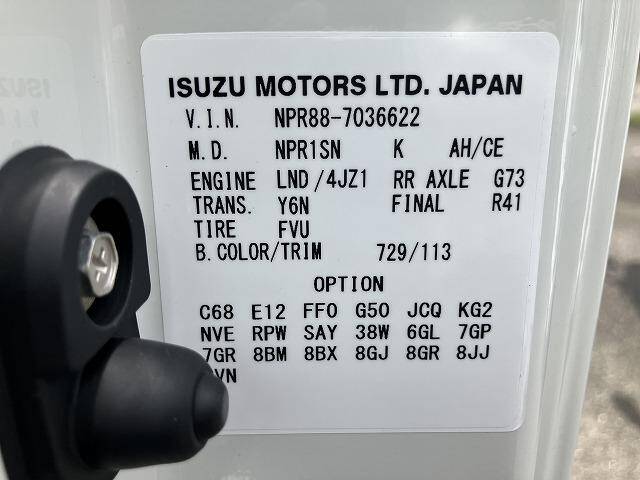 ISUZU MOTORS LTD. JAPAN
V.I.N. NPR88-7036622
M.D. NPR1SN K AH/CE
ENGINE LND/4JZ1 RR AXLE G73
TRANS. Y6N FINAL R41
TIRE FVU
B.COLOR/TRIM 729/113
OPTION
C68 E12 FF0 G50 JCQ KG2
NVE RPW SAY 38W 6GL 7GP
7GR 8BM 8BX 8GJ 8GR 8JJ